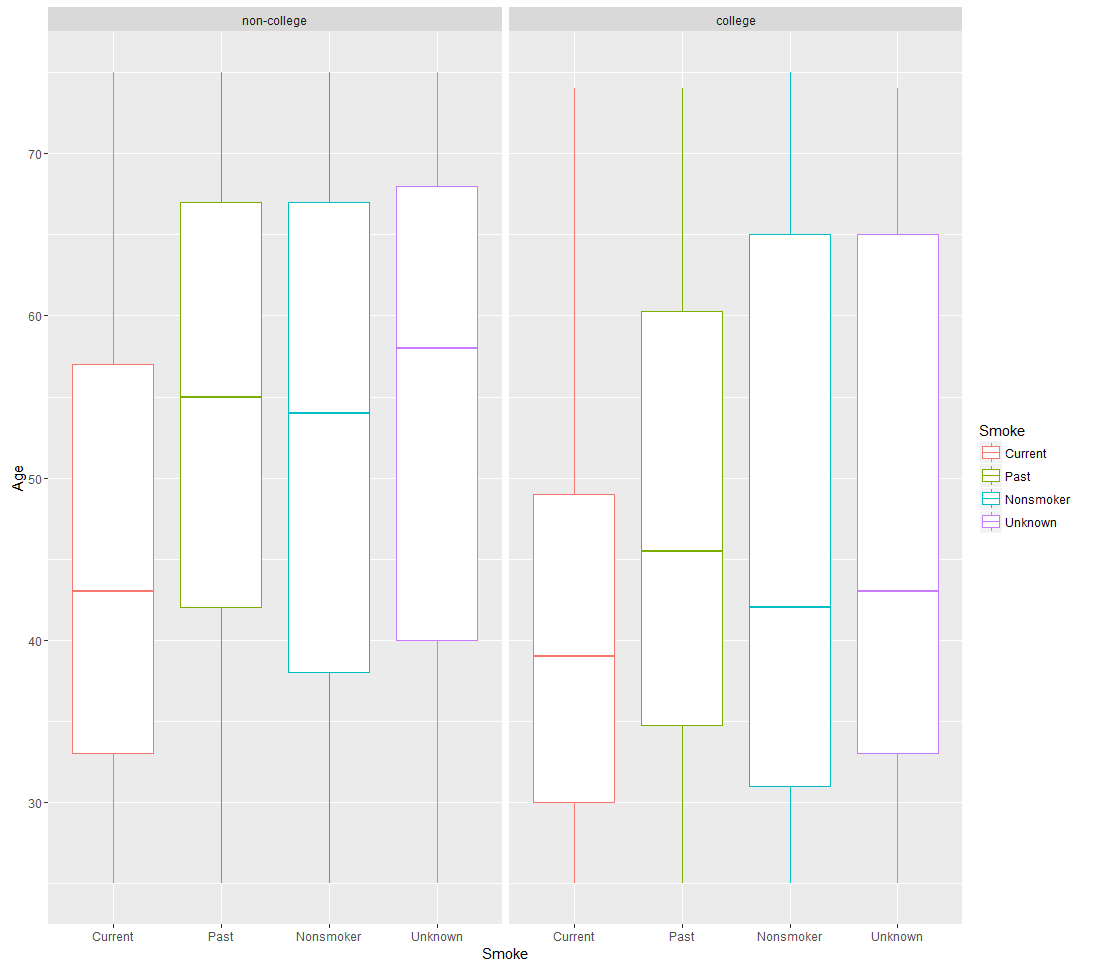 non-college
college
70
60
50
40
30
Age
Current
Past
Nonsmoker
Unknown
Current
Past
Nonsmoker
Unknown
Smoke
Smoke
Current
Past
Nonsmoker
Unknown